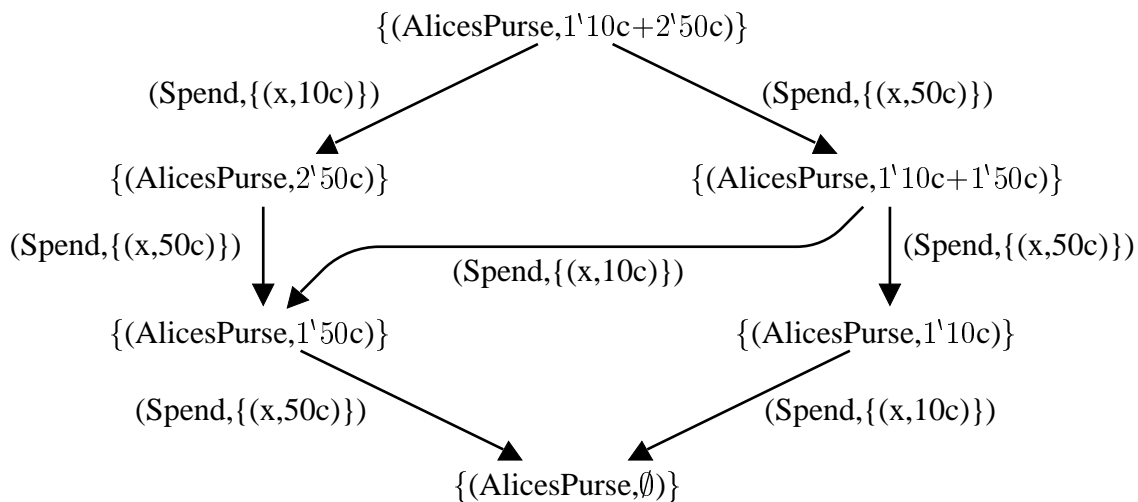 {(AlicesPurse,1‵10c+2‵50c)}
(Spend,{(x,10c)})
(Spend,{(x,50c)})
{(AlicesPurse,2‵50c)}
{(AlicesPurse,1‵10c+1‵50c)}
(Spend,{(x,50c)})
(Spend,{(x,10c)})
(Spend,{(x,50c)})
{(AlicesPurse,1‵50c)}
{(AlicesPurse,1‵10c)}
(Spend,{(x,50c)})
(Spend,{(x,10c)})
{(AlicesPurse,∅)}